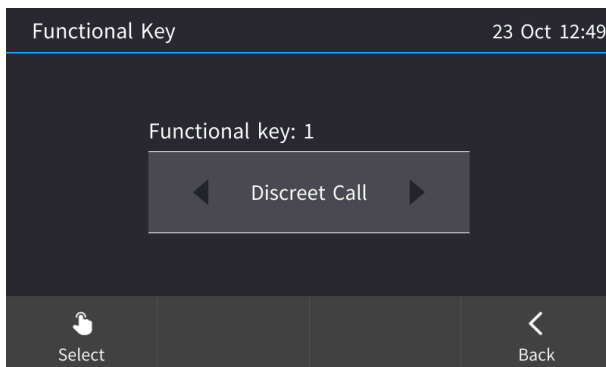 Functional Key 23 Oct 12:49
Functional key: 1
Discreet Call
Select Back